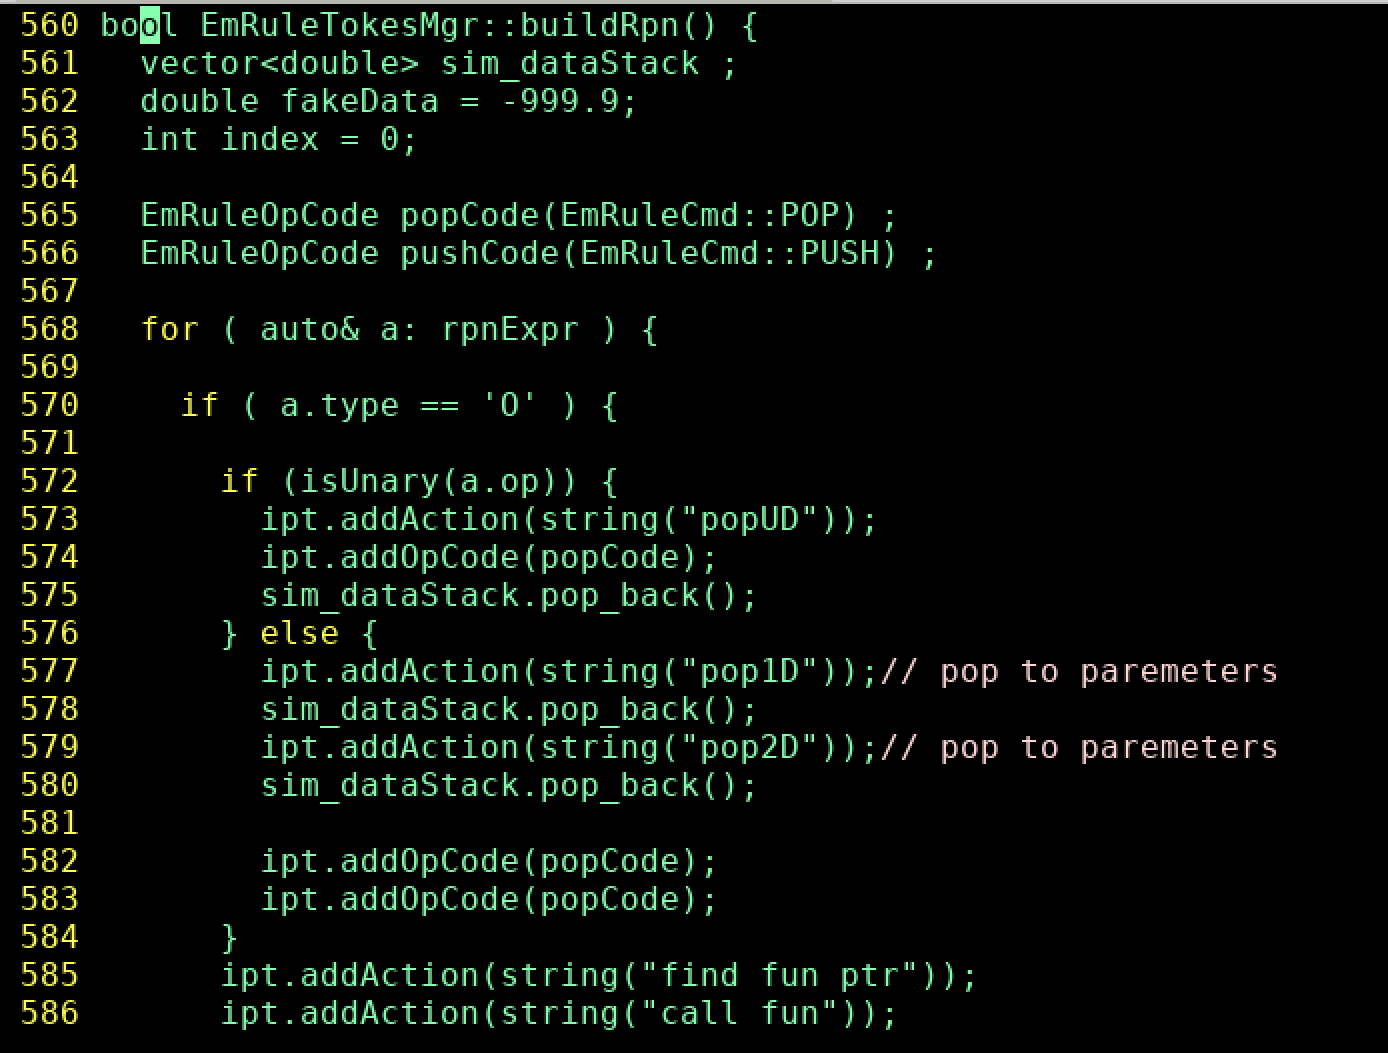 560 bool EmRuleTokesMgr::buildRpn() {
561   vector<double> sim_dataStack ;
562   double fakeData = -999.9;
563   int index = 0;
564
565   EmRuleOpCode popCode(EmRuleCmd::POP) ;
566   EmRuleOpCode pushCode(EmRuleCmd::PUSH) ;
567
568   for ( auto& a: rpnExpr ) {
569
570     if ( a.type == 'O' ) {
571
572       if (isUnary(a.op)) {
573         ipt.addAction(string("popUD"));
574         ipt.addOpCode(popCode);
575         sim_dataStack.pop_back();
576       } else {
577         ipt.addAction(string("pop1D"));// pop to paremeters
578         sim_dataStack.pop_back();
579         ipt.addAction(string("pop2D"));// pop to paremeters
580         sim_dataStack.pop_back();
581
582         ipt.addOpCode(popCode);
583         ipt.addOpCode(popCode);
584       }
585       ipt.addAction(string("find fun ptr"));
586       ipt.addAction(string("call fun"));